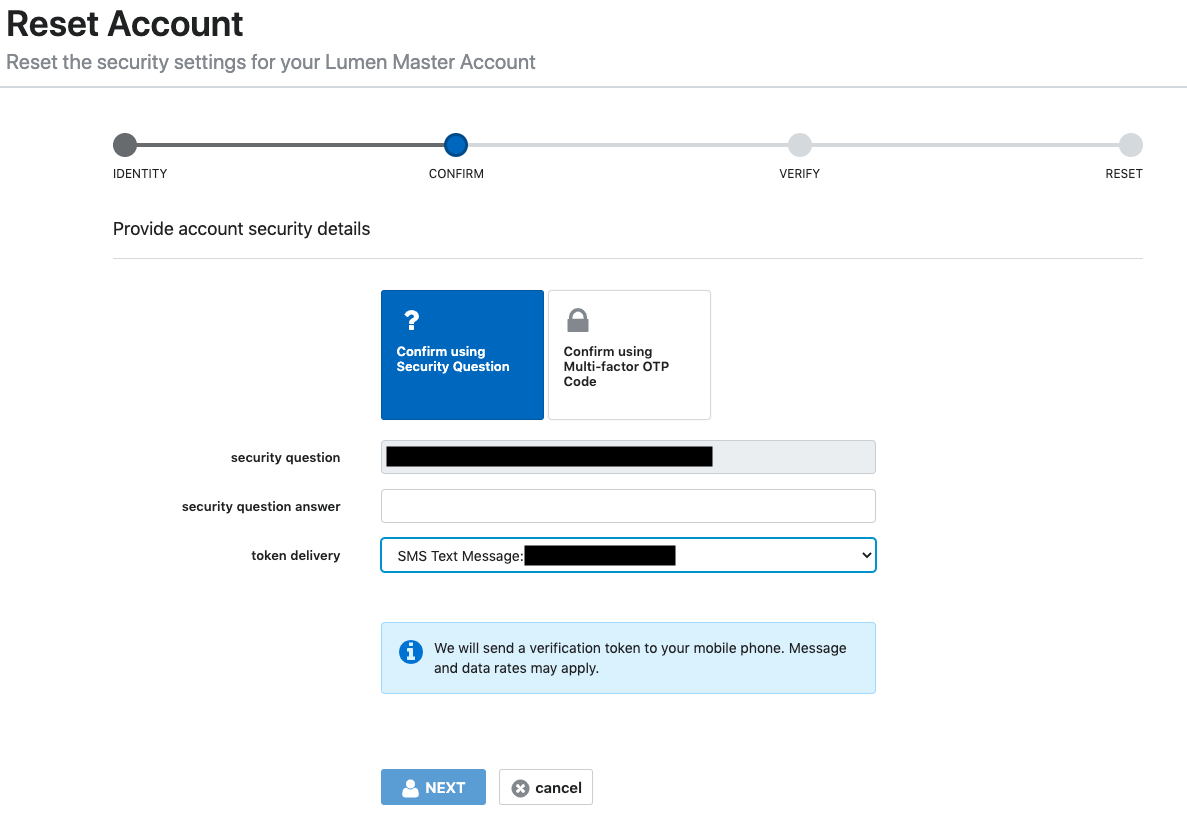 Reset Account
Reset the security settings for your Lumen Master Account
IDENTITY
CONFIRM
VERIFY
RESET
Provide account security details
?
Confirm using
Security Question
Confirm using
Multi-factor OTP
Code
security question
security question answer
token delivery
SMS Text Message:
We will send a verification token to your mobile phone. Message
and data rates may apply.
NEXT
cancel